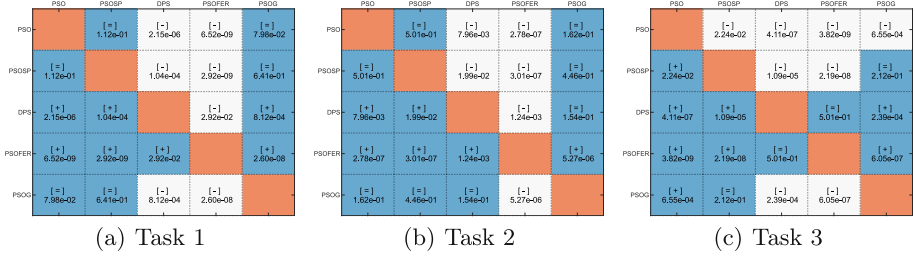 PSO PSOSP DPS PSOFER PSOG
PSO [=] 1.12e-01 [-] 2.15e-06 [-] 6.52e-09 [=] 7.98e-02
PSOSP [=] 1.12e-01 [-] 1.04e-04 [-] 2.92e-09 [=] 6.41e-01
DPS [+] 2.15e-06 [+] 1.04e-04 [-] 2.92e-02 [+] 8.12e-04
PSOFER [+] 6.52e-09 [+] 2.92e-09 [+] 2.92e-02 [+] 2.60e-08
PSOG [=] 7.98e-02 [=] 6.41e-01 [-] 8.12e-04 [-] 2.60e-08
(a) Task 1
PSO PSOSP DPS PSOFER PSOG
PSO [=] 5.01e-01 [-] 7.96e-03 [-] 2.78e-07 [=] 1.62e-01
PSOSP [=] 5.01e-01 [-] 1.99e-02 [-] 3.01e-07 [=] 4.46e-01
DPS [+] 7.96e-03 [+] 1.99e-02 [-] 1.24e-03 [=] 1.54e-01
PSOFER [+] 2.78e-07 [+] 3.01e-07 [+] 1.24e-03 [+] 5.27e-06
PSOG [=] 1.62e-01 [=] 4.46e-01 [=] 1.54e-01 [-] 5.27e-06
(b) Task 2
PSO PSOSP DPS PSOFER PSOG
PSO [-] 2.24e-02 [-] 4.11e-07 [-] 3.82e-09 [-] 6.55e-04
PSOSP [+] 2.24e-02 [-] 1.09e-05 [-] 2.19e-08 [=] 2.12e-01
DPS [+] 4.11e-07 [+] 1.09e-05 [=] 5.01e-01 [+] 2.39e-04
PSOFER [+] 3.82e-09 [+] 2.19e-08 [=] 5.01e-01 [+] 6.05e-07
PSOG [+] 6.55e-04 [=] 2.12e-01 [-] 2.39e-04 [-] 6.05e-07
(c) Task 3